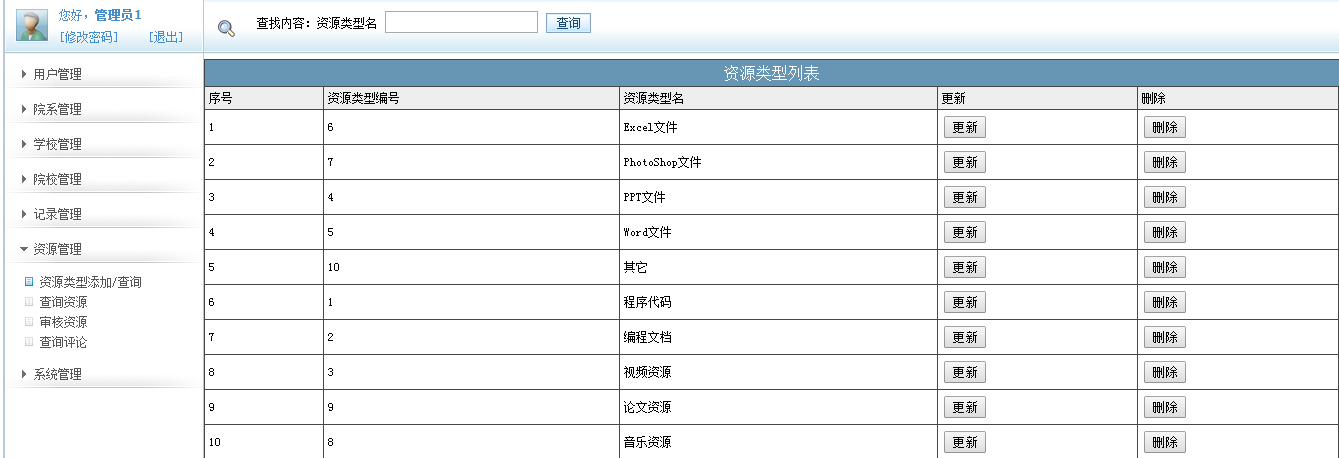 您好，管理员1
[修改密码] [退出]
查找内容：资源类型名 查询
用户管理
院系管理
学校管理
院校管理
记录管理
资源管理
资源类型添加/查询
查询资源
审核资源
查询评论
系统管理
资源类型列表
序号 资源类型编号 资源类型名 更新 删除
1 6 Excel文件 更新 删除
2 7 PhotoShop文件 更新 删除
3 4 PPT文件 更新 删除
4 5 Word文件 更新 删除
5 10 其它 更新 删除
6 1 程序代码 更新 删除
7 2 编程文档 更新 删除
8 3 视频资源 更新 删除
9 9 论文资源 更新 删除
10 8 音乐资源 更新 删除